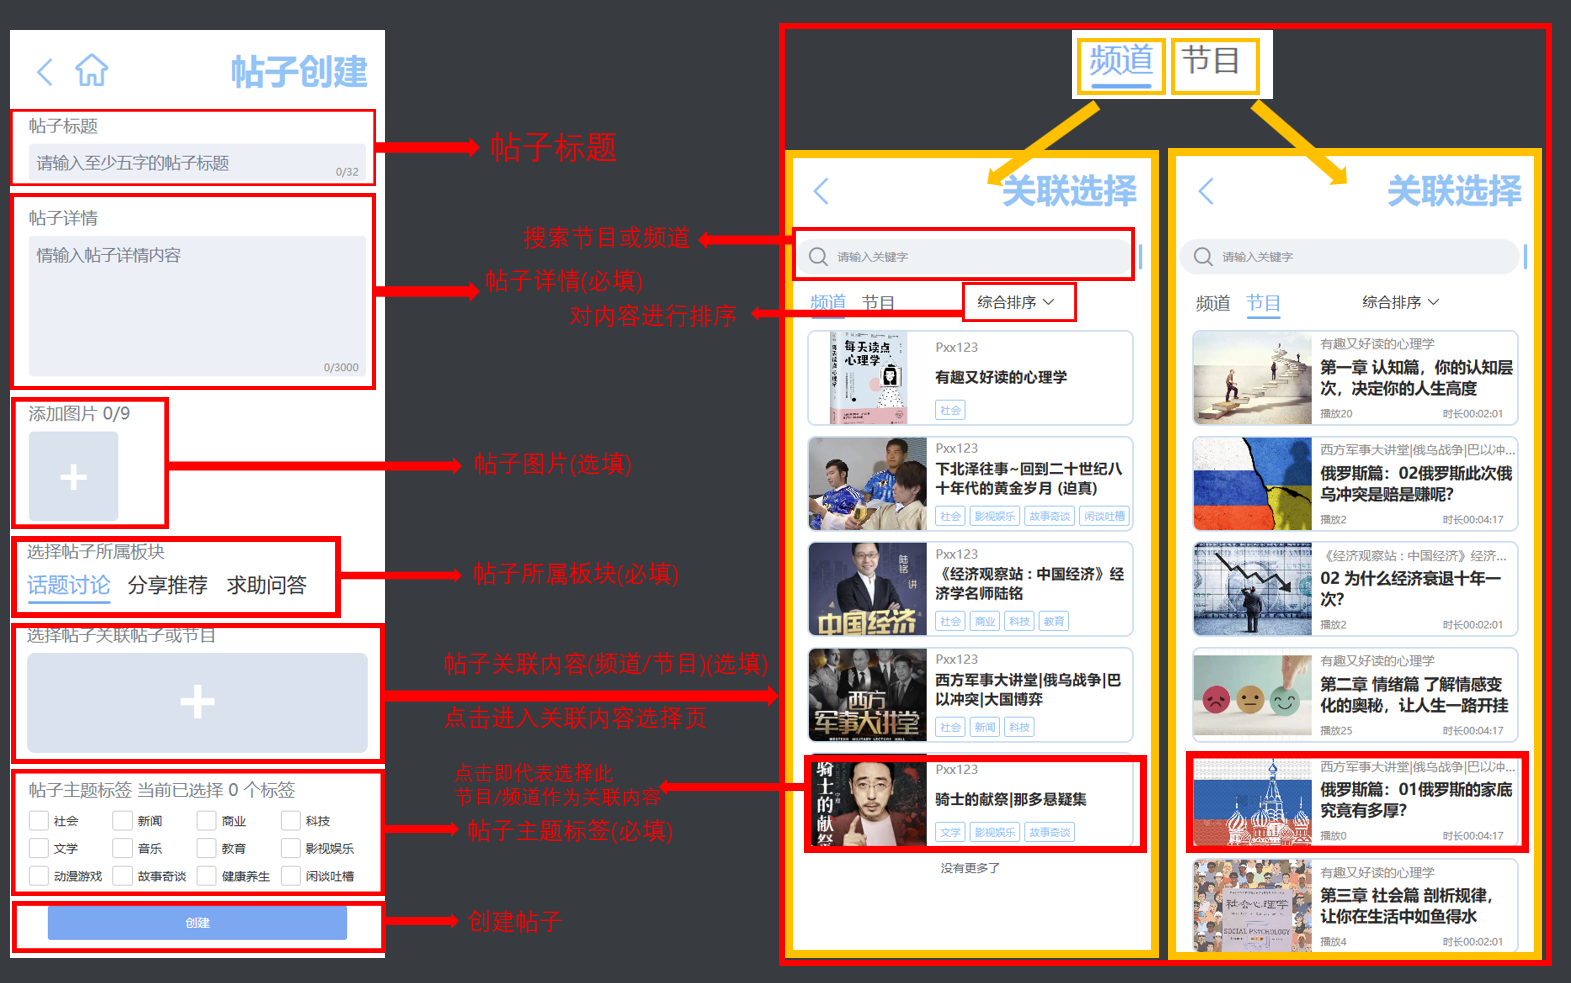 帖子创建
帖子标题
请输入至少五字的帖子标题
0/32
帖子详情
情输入帖子详情内容
0/3000
添加图片 0/9
选择帖子所属板块
话题讨论 分享推荐 求助问答
选择帖子关联帖子或节目
帖子主题标签 当前已选择 0 个标签
社会 新闻 商业 科技
文学 音乐 教育 影视娱乐
动漫游戏 故事奇谈 健康养生 闲谈吐槽
创建
帖子标题
搜索节目或频道
帖子详情(必填)
对内容进行排序
帖子图片(选填)
帖子所属板块(必填)
帖子关联内容(频道/节目)(选填)
点击进入关联内容选择页
点击即代表选择此
节目/频道作为关联内容
帖子主题标签(必填)
创建帖子
频道 节目
关联选择
请输入关键字
频道 节目 综合排序
每天读点
心理学
Pxx123
有趣又好读的心理学
社会
Pxx123
下北泽往事~回到二十世纪八
十年代的黄金岁月 (迫真)
社会 影视娱乐 故事奇谈 闲谈吐槽
陆铭 讲
中国经济
Pxx123
《经济观察站：中国经济》经
济学名师陆铭
社会 商业 科技 教育
西方
军事大讲堂
WESTERN MILITARY LECTURE HALL
Pxx123
西方军事大讲堂|俄乌战争|巴
以冲突|大国博弈
社会 新闻 科技
骑士的献祭
Pxx123
骑士的献祭|那多悬疑集
文学 影视娱乐 故事奇谈
没有更多了
关联选择
请输入关键字
频道 节目 综合排序
有趣又好读的心理学
第一章 认知篇，你的认知层
次，决定你的人生高度
播放20 时长00:02:01
西方军事大讲堂|俄乌战争|巴以冲...
俄罗斯篇：02俄罗斯此次俄
乌冲突是赔是赚呢?
播放2 时长00:04:17
《经济观察站：中国经济》经济...
02 为什么经济衰退十年一
次?
播放2 时长00:02:01
有趣又好读的心理学
第二章 情绪篇 了解情感变
化的奥秘，让人生一路开挂
播放25 时长00:04:17
西方军事大讲堂|俄乌战争|巴以冲...
俄罗斯篇：01俄罗斯的家底
究竟有多厚?
播放0 时长00:04:17
社会心理学
SOCIAL PSYCHOLOGY
有趣又好读的心理学
第三章 社会篇 剖析规律，
让你在生活中如鱼得水
播放4 时长00:02:01